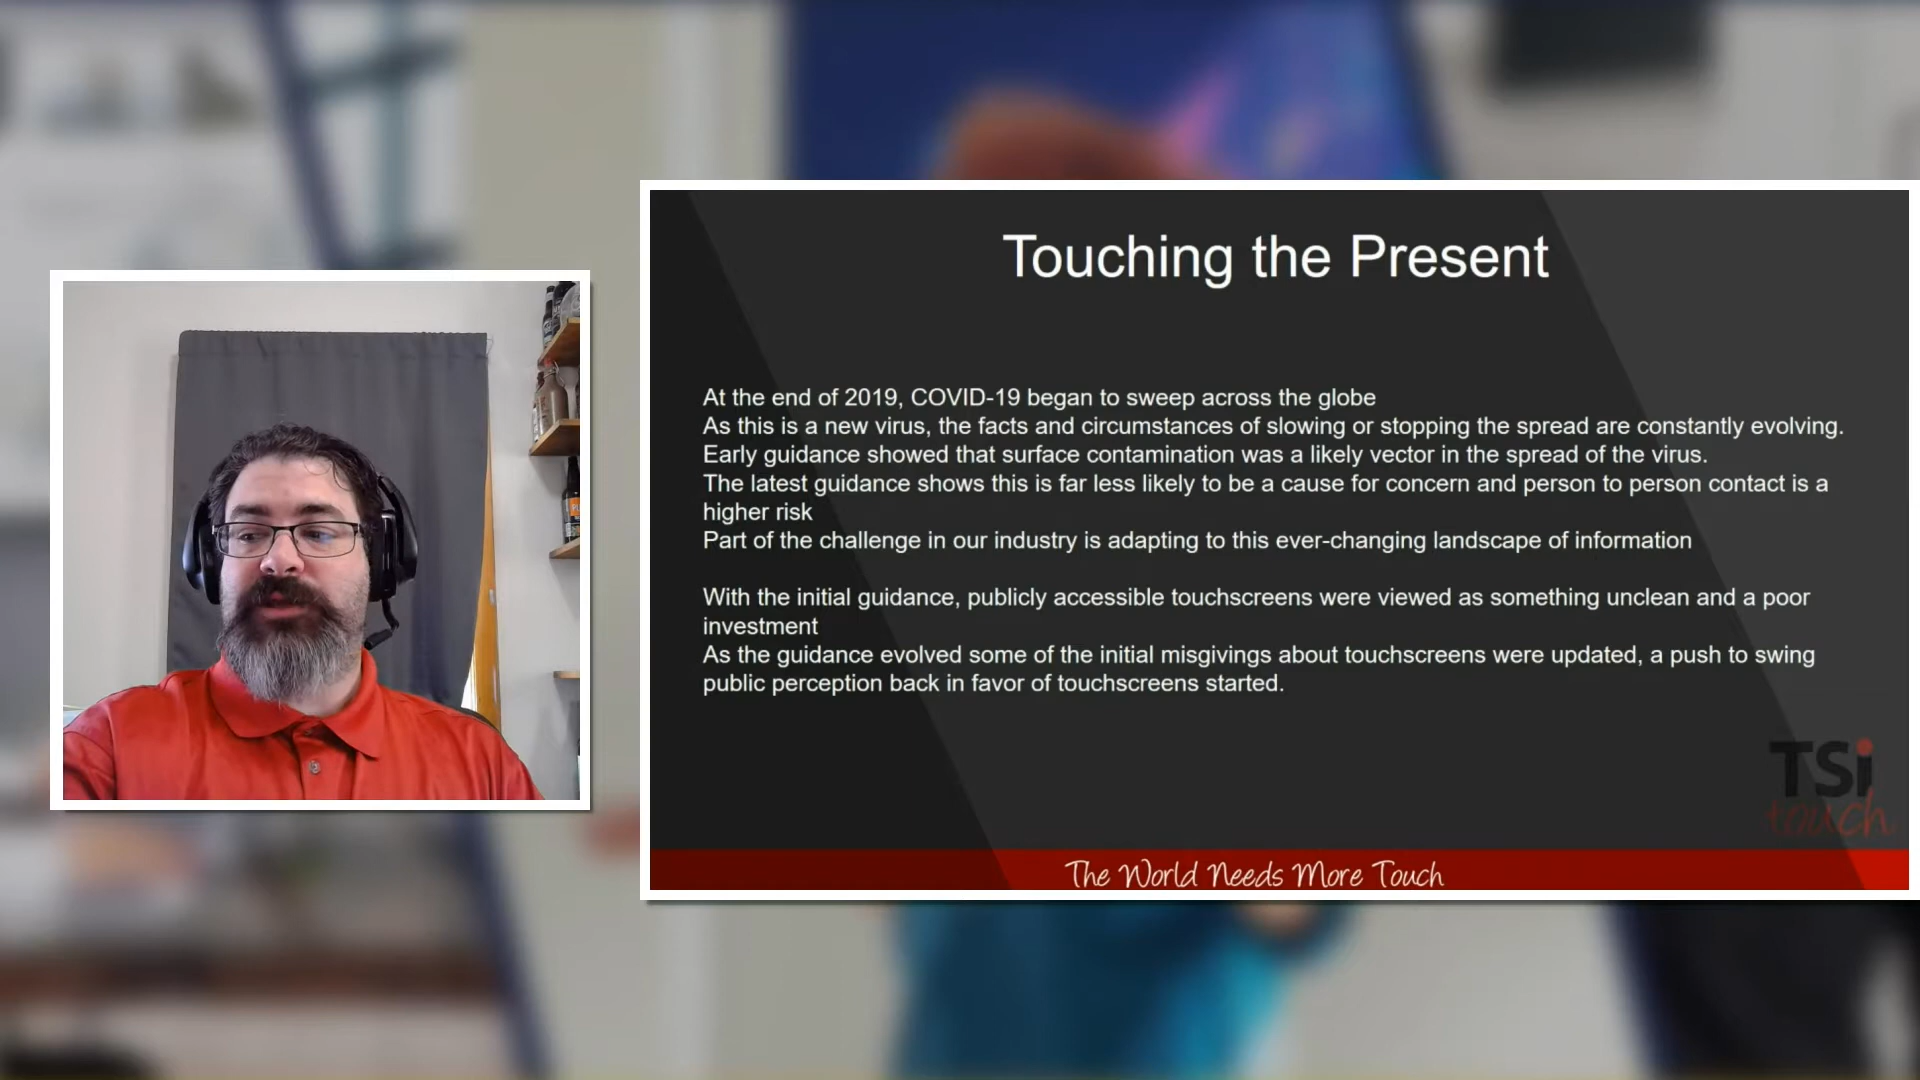 Touching the Present
At the end of 2019, COVID-19 began to sweep across the globe
As this is a new virus, the facts and circumstances of slowing or stopping the spread are constantly evolving.
Early guidance showed that surface contamination was a likely vector in the spread of the virus.
The latest guidance shows this is far less likely to be a cause for concern and person to person contact is a
higher risk
Part of the challenge in our industry is adapting to this ever-changing landscape of information
With the initial guidance, publicly accessible touchscreens were viewed as something unclean and a poor
investment
As the guidance evolved some of the initial misgivings about touchscreens were updated, a push to swing
public perception back in favor of touchscreens started.
TSi
touch
The World Needs More Touch